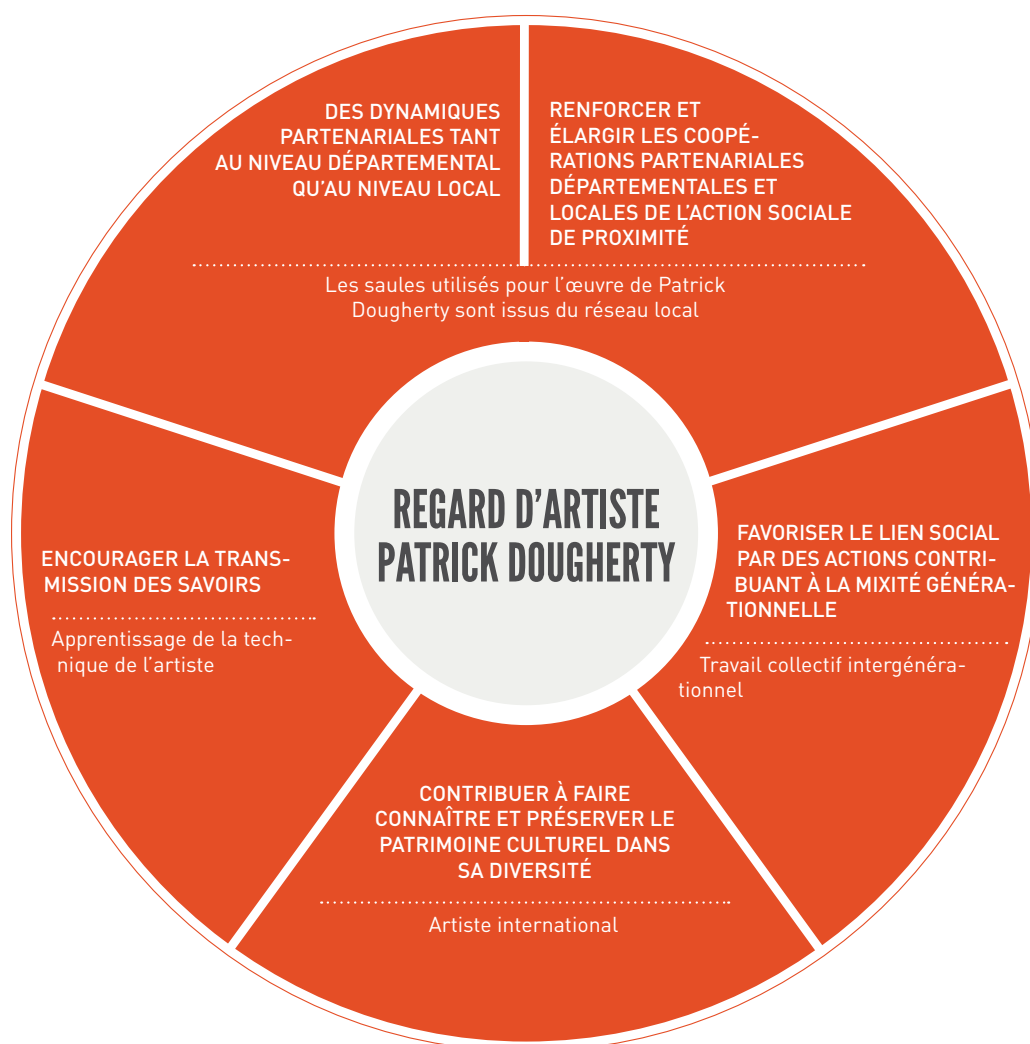 DES DYNAMIQUES
PARTENARIALES TANT
AU NIVEAU DÉPARTEMENTAL
QU'AU NIVEAU LOCAL
RENFORCER ET
ÉLARGIR LES COOPÉ-
RATIONS PARTENARIALES
DÉPARTEMENTALES ET
LOCALES DE L'ACTION SOCIALE
DE PROXIMITÉ
Les saules utilisés pour l'œuvre de Patrick
Dougherty sont issus du réseau local
REGARD D'ARTISTE
PATRICK DOUGHERTY
ENCOURAGER LA TRANS-
MISSION DES SAVOIRS
Apprentissage de la tech-
nique de l'artiste
FAVORISER LE LIEN SOCIAL
PAR DES ACTIONS CONTRI-
BUANT À LA MIXITÉ GÉNÉRA-
TIONNELLE
Travail collectif intergénéra-
tionnel
CONTRIBUER À FAIRE
CONNAÎTRE ET PRÉSERVER LE
PATRIMOINE CULTUREL DANS
SA DIVERSITÉ
Artiste international